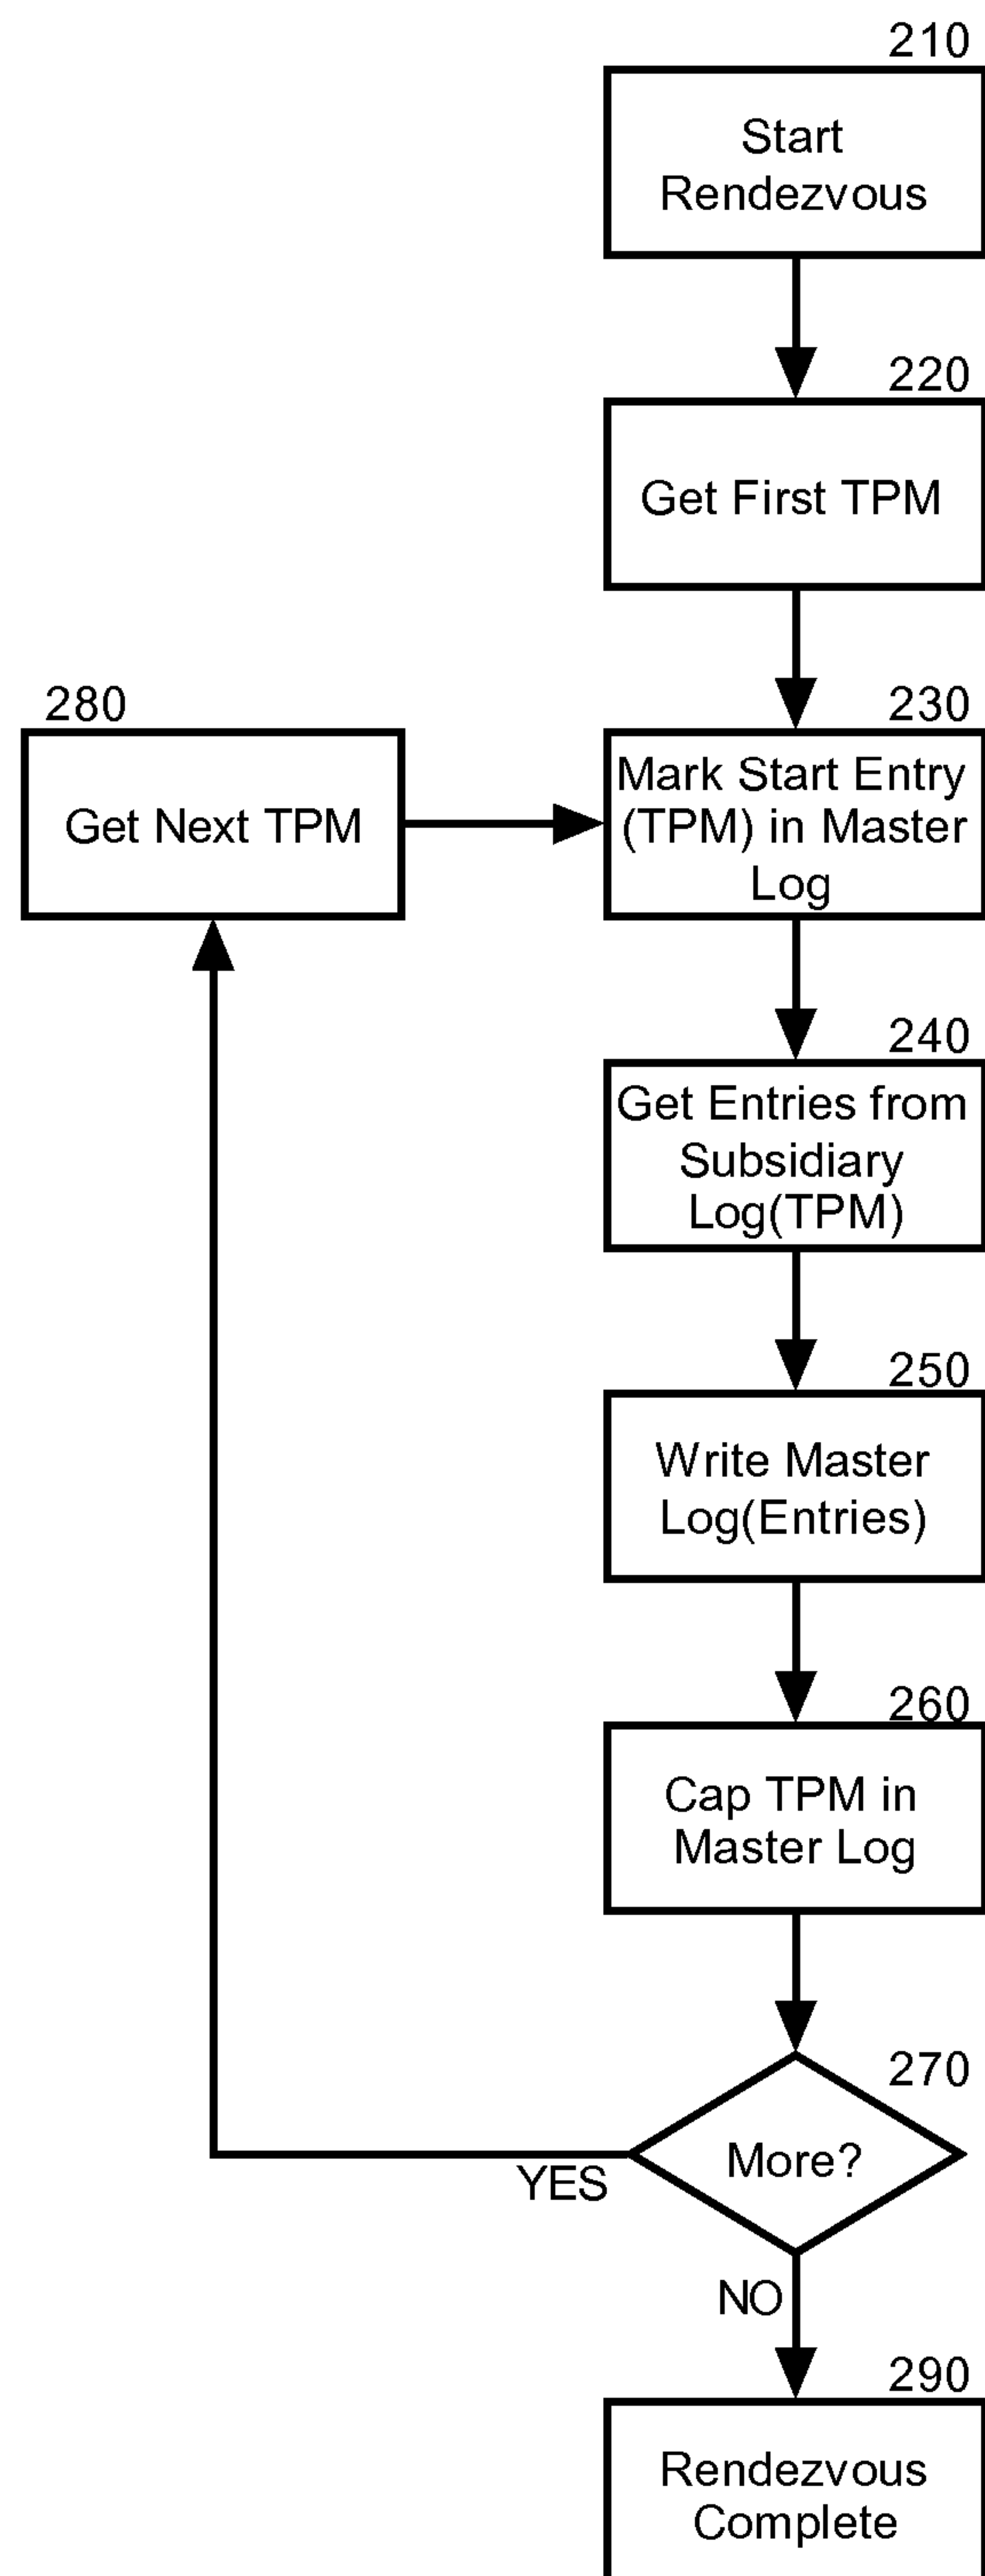 210
Start
Rendezvous
220
Get First TPM
280
Get Next TPM
230
Mark Start Entry
(TPM) in Master
Log
240
Get Entries from
Subsidiary
Log(TPM)
250
Write Master
Log(Entries)
260
Cap TPM in
Master Log
270
More?
YES
NO
290
Rendezvous
Complete